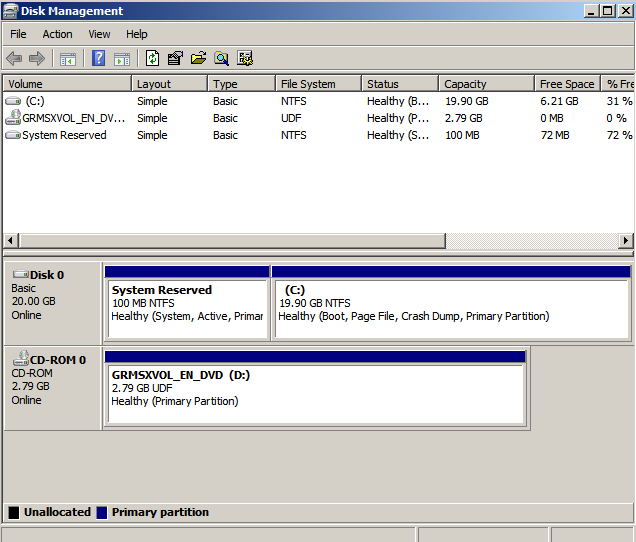 Disk Management
File Action View Help
Volume Layout Type File System Status Capacity Free Space % Fre
(C:) Simple Basic NTFS Healthy (B... 19.90 GB 6.21 GB 31 %
GRMSXVOL_EN_DV... Simple Basic UDF Healthy (P... 2.79 GB 0 MB 0 %
System Reserved Simple Basic NTFS Healthy (S... 100 MB 72 MB 72 %
Disk 0
Basic
20.00 GB
Online
System Reserved
100 MB NTFS
Healthy (System, Active, Primar
(C:)
19.90 GB NTFS
Healthy (Boot, Page File, Crash Dump, Primary Partition)
CD-ROM 0
CD-ROM
2.79 GB
Online
GRMSXVOL_EN_DVD (D:)
2.79 GB UDF
Healthy (Primary Partition)
Unallocated Primary partition